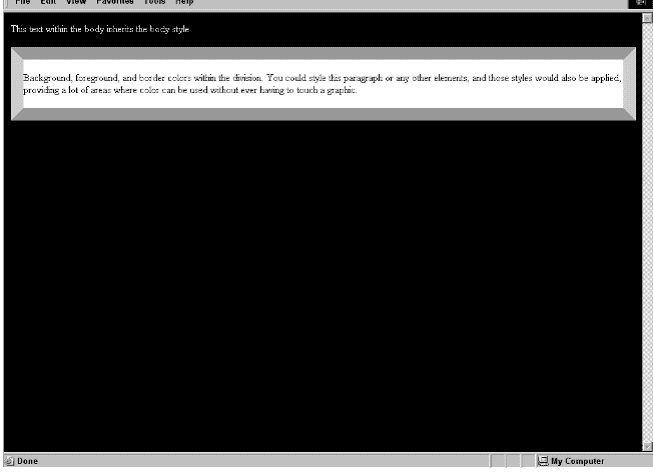 File Edit View Favorites Tools Help
This text within the body inherits the body style
Background, foreground, and border colors within the division. You could style this paragraph or any other elements, and those styles would also be applied,
providing a lot of areas where color can be used without ever having to touch a graphic.
Done My Computer